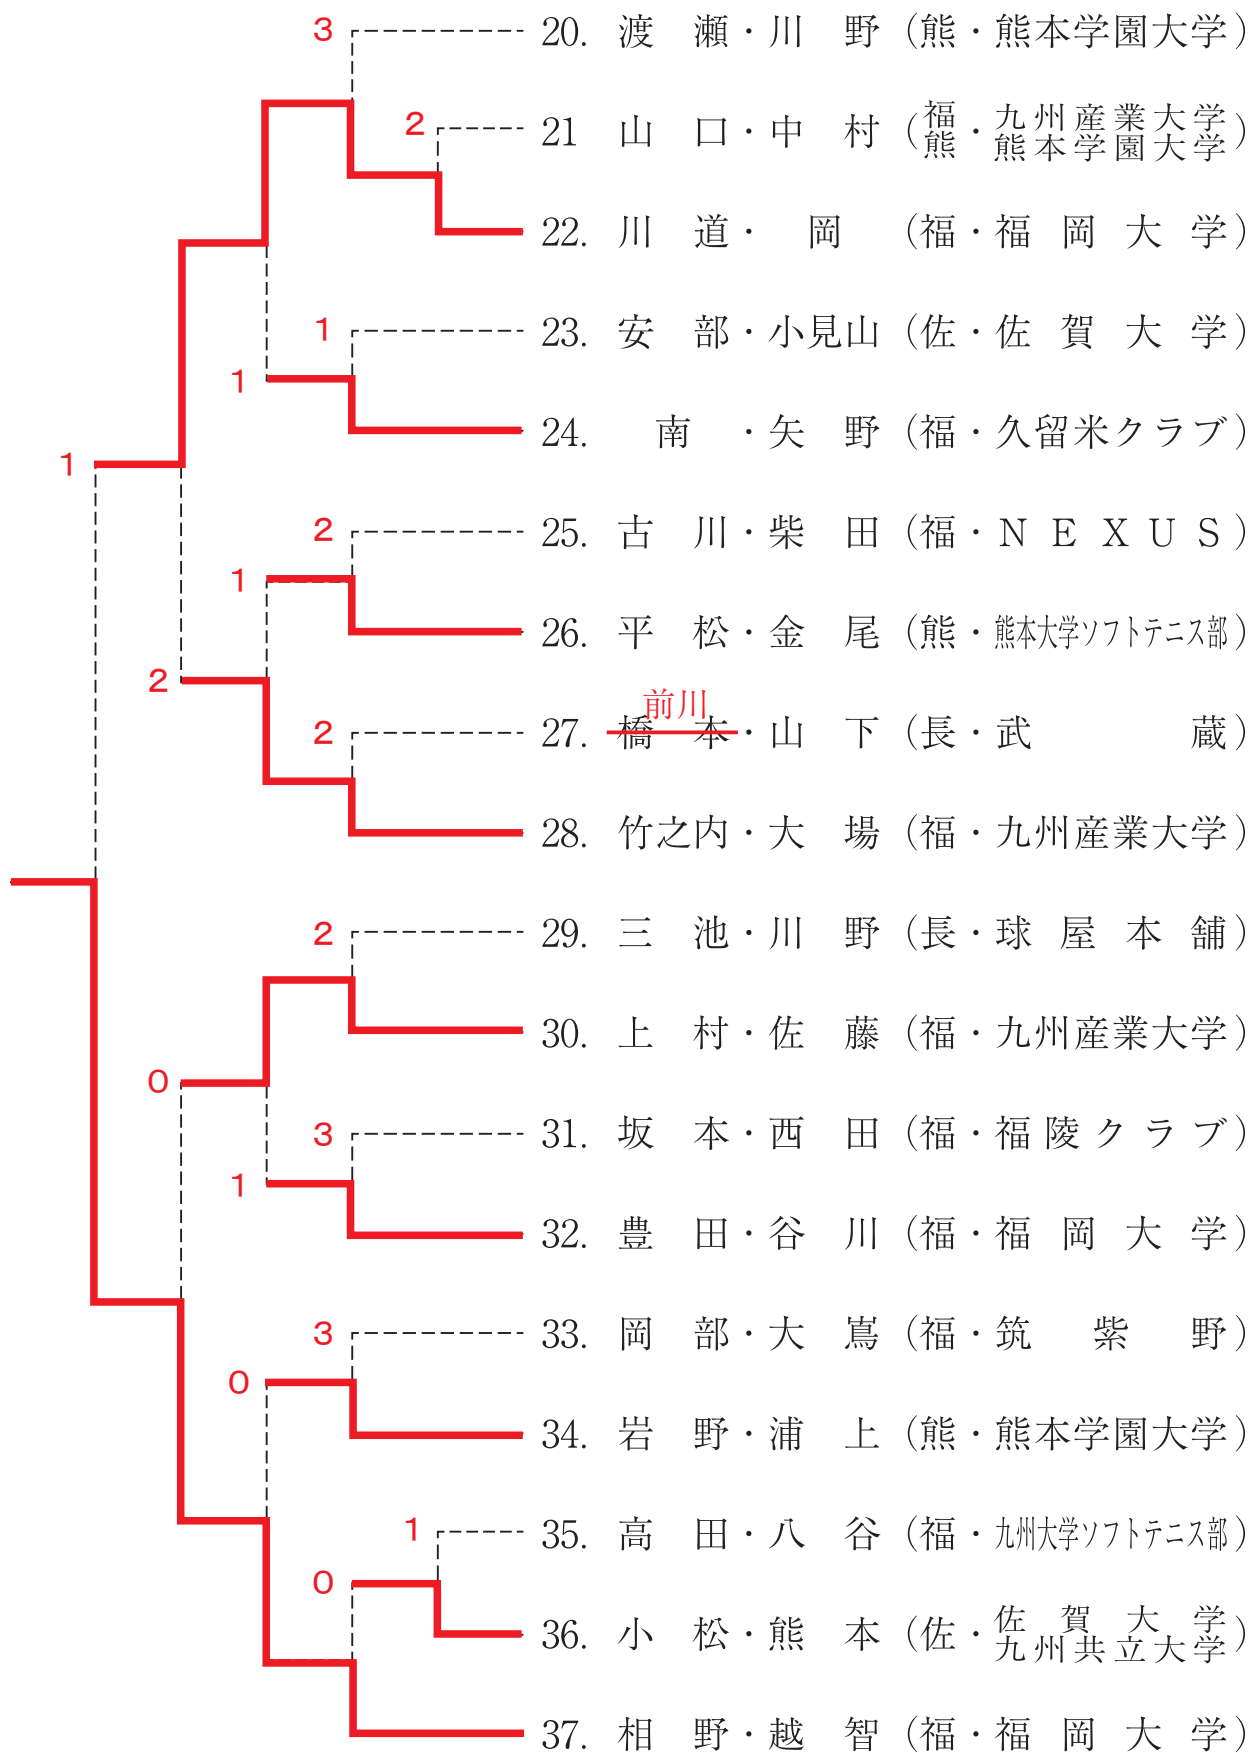 3
20. 渡瀬・川野(熊・熊本学園大学)
2
21 山口・中村(福熊・九州産業大学熊本学園大学)
22. 川道・岡(福・福岡大学)
1
23. 安部・小見山(佐・佐賀大学)
1
24. 南・矢野(福・久留米クラブ)
1
2
25. 古川・柴田(福・NEXUS)
1
26. 平松・金尾(熊・熊本大学ソフトテニス部)
2
前川
2
27. 橋本・山下(長・武蔵)
28. 竹之内・大場(福・九州産業大学)
2
29. 三池・川野(長・球屋本舗)
30. 上村・佐藤(福・九州産業大学)
0
3
31. 坂本・西田(福・福陵クラブ)
1
32. 豊田・谷川(福・福岡大学)
3
33. 岡部・大嶌(福・筑紫野)
0
34. 岩野・浦上(熊・熊本学園大学)
1
35. 高田・八谷(福・九州大学ソフトテニス部)
0
36. 小松・熊本(佐・佐賀大学九州共立大学)
37. 相野・越智(福・福岡大学)